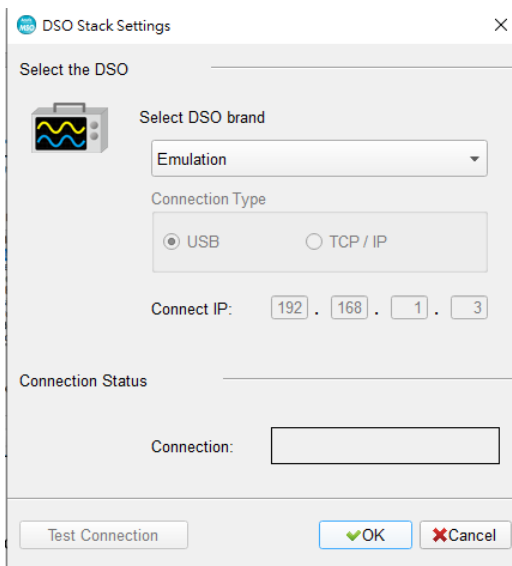 DSO Stack Settings
Select the DSO
Select DSO brand
Emulation
Connection Type
USB TCP / IP
Connect IP: 192 . 168 . 1 . 3
Connection Status
Connection:
Test Connection OK Cancel